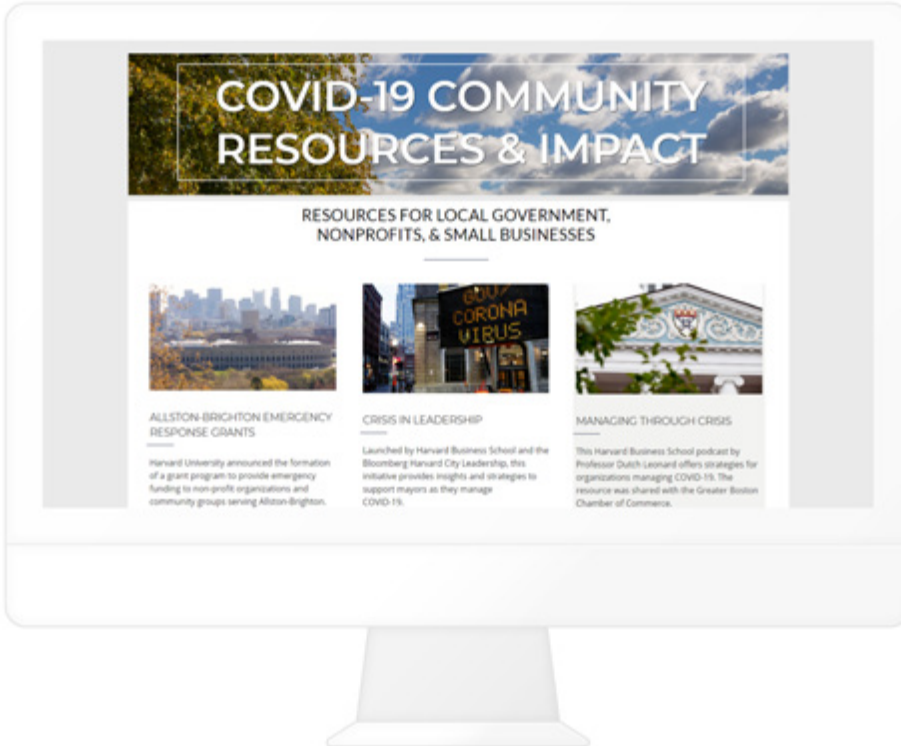 COVID-19 COMMUNITY
RESOURCES & IMPACT
RESOURCES FOR LOCAL GOVERNMENT,
NONPROFITS, & SMALL BUSINESSES
CORONA
VIRUS
ALLSTON-BRIGHTON EMERGENCY
RESPONSE GRANTS
Harvard University announced the formation
of a grant program to provide emergency
funding to non-profit organizations and
community groups serving Allston-Brighton.
CRISIS IN LEADERSHIP
Launched by Harvard Business School and the
Bloomberg Harvard City Leadership, this
initiative provides insights and strategies to
support mayors as they manage
COVID-19.
MANAGING THROUGH CRISIS
This Harvard Business School podcast by
Professor Dutch Leonard offers strategies for
organizations managing COVID-19. The
resource was shared with the Greater Boston
Chamber of Commerce.